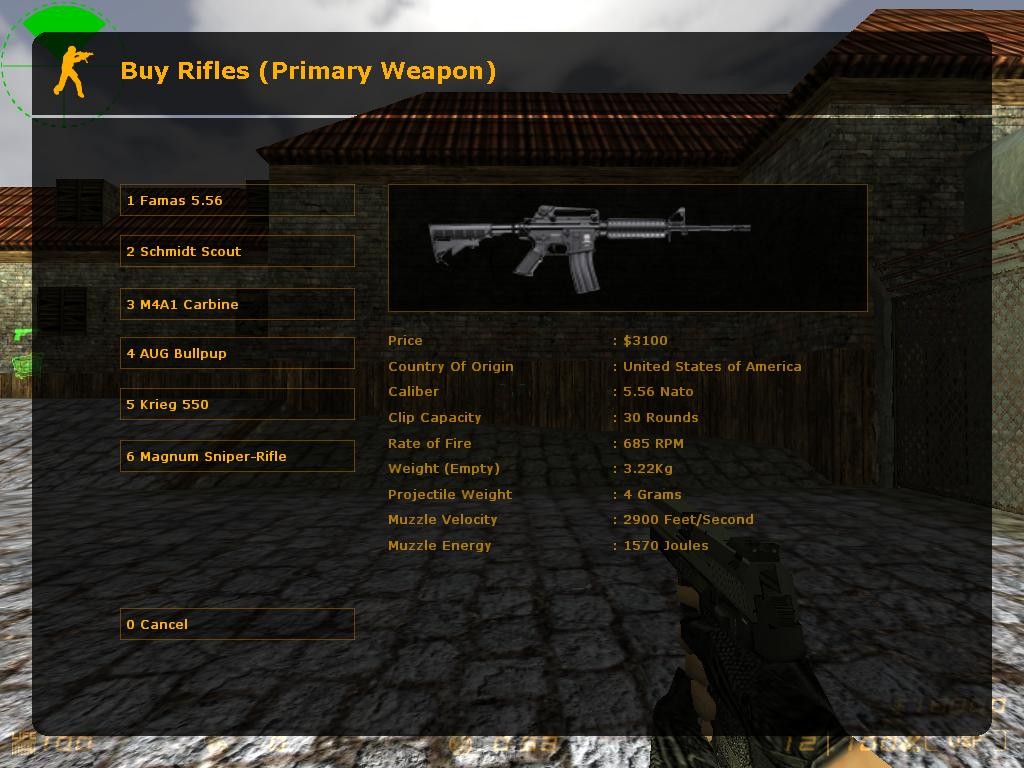 Buy Rifles (Primary Weapon)
1 Famas 5.56
2 Schmidt Scout
3 M4A1 Carbine
4 AUG Bullpup
5 Krieg 550
6 Magnum Sniper-Rifle
0 Cancel
Price : $3100
Country Of Origin : United States of America
Caliber : 5.56 Nato
Clip Capacity : 30 Rounds
Rate of Fire : 685 RPM
Weight (Empty) : 3.22Kg
Projectile Weight : 4 Grams
Muzzle Velocity : 2900 Feet/Second
Muzzle Energy : 1570 Joules